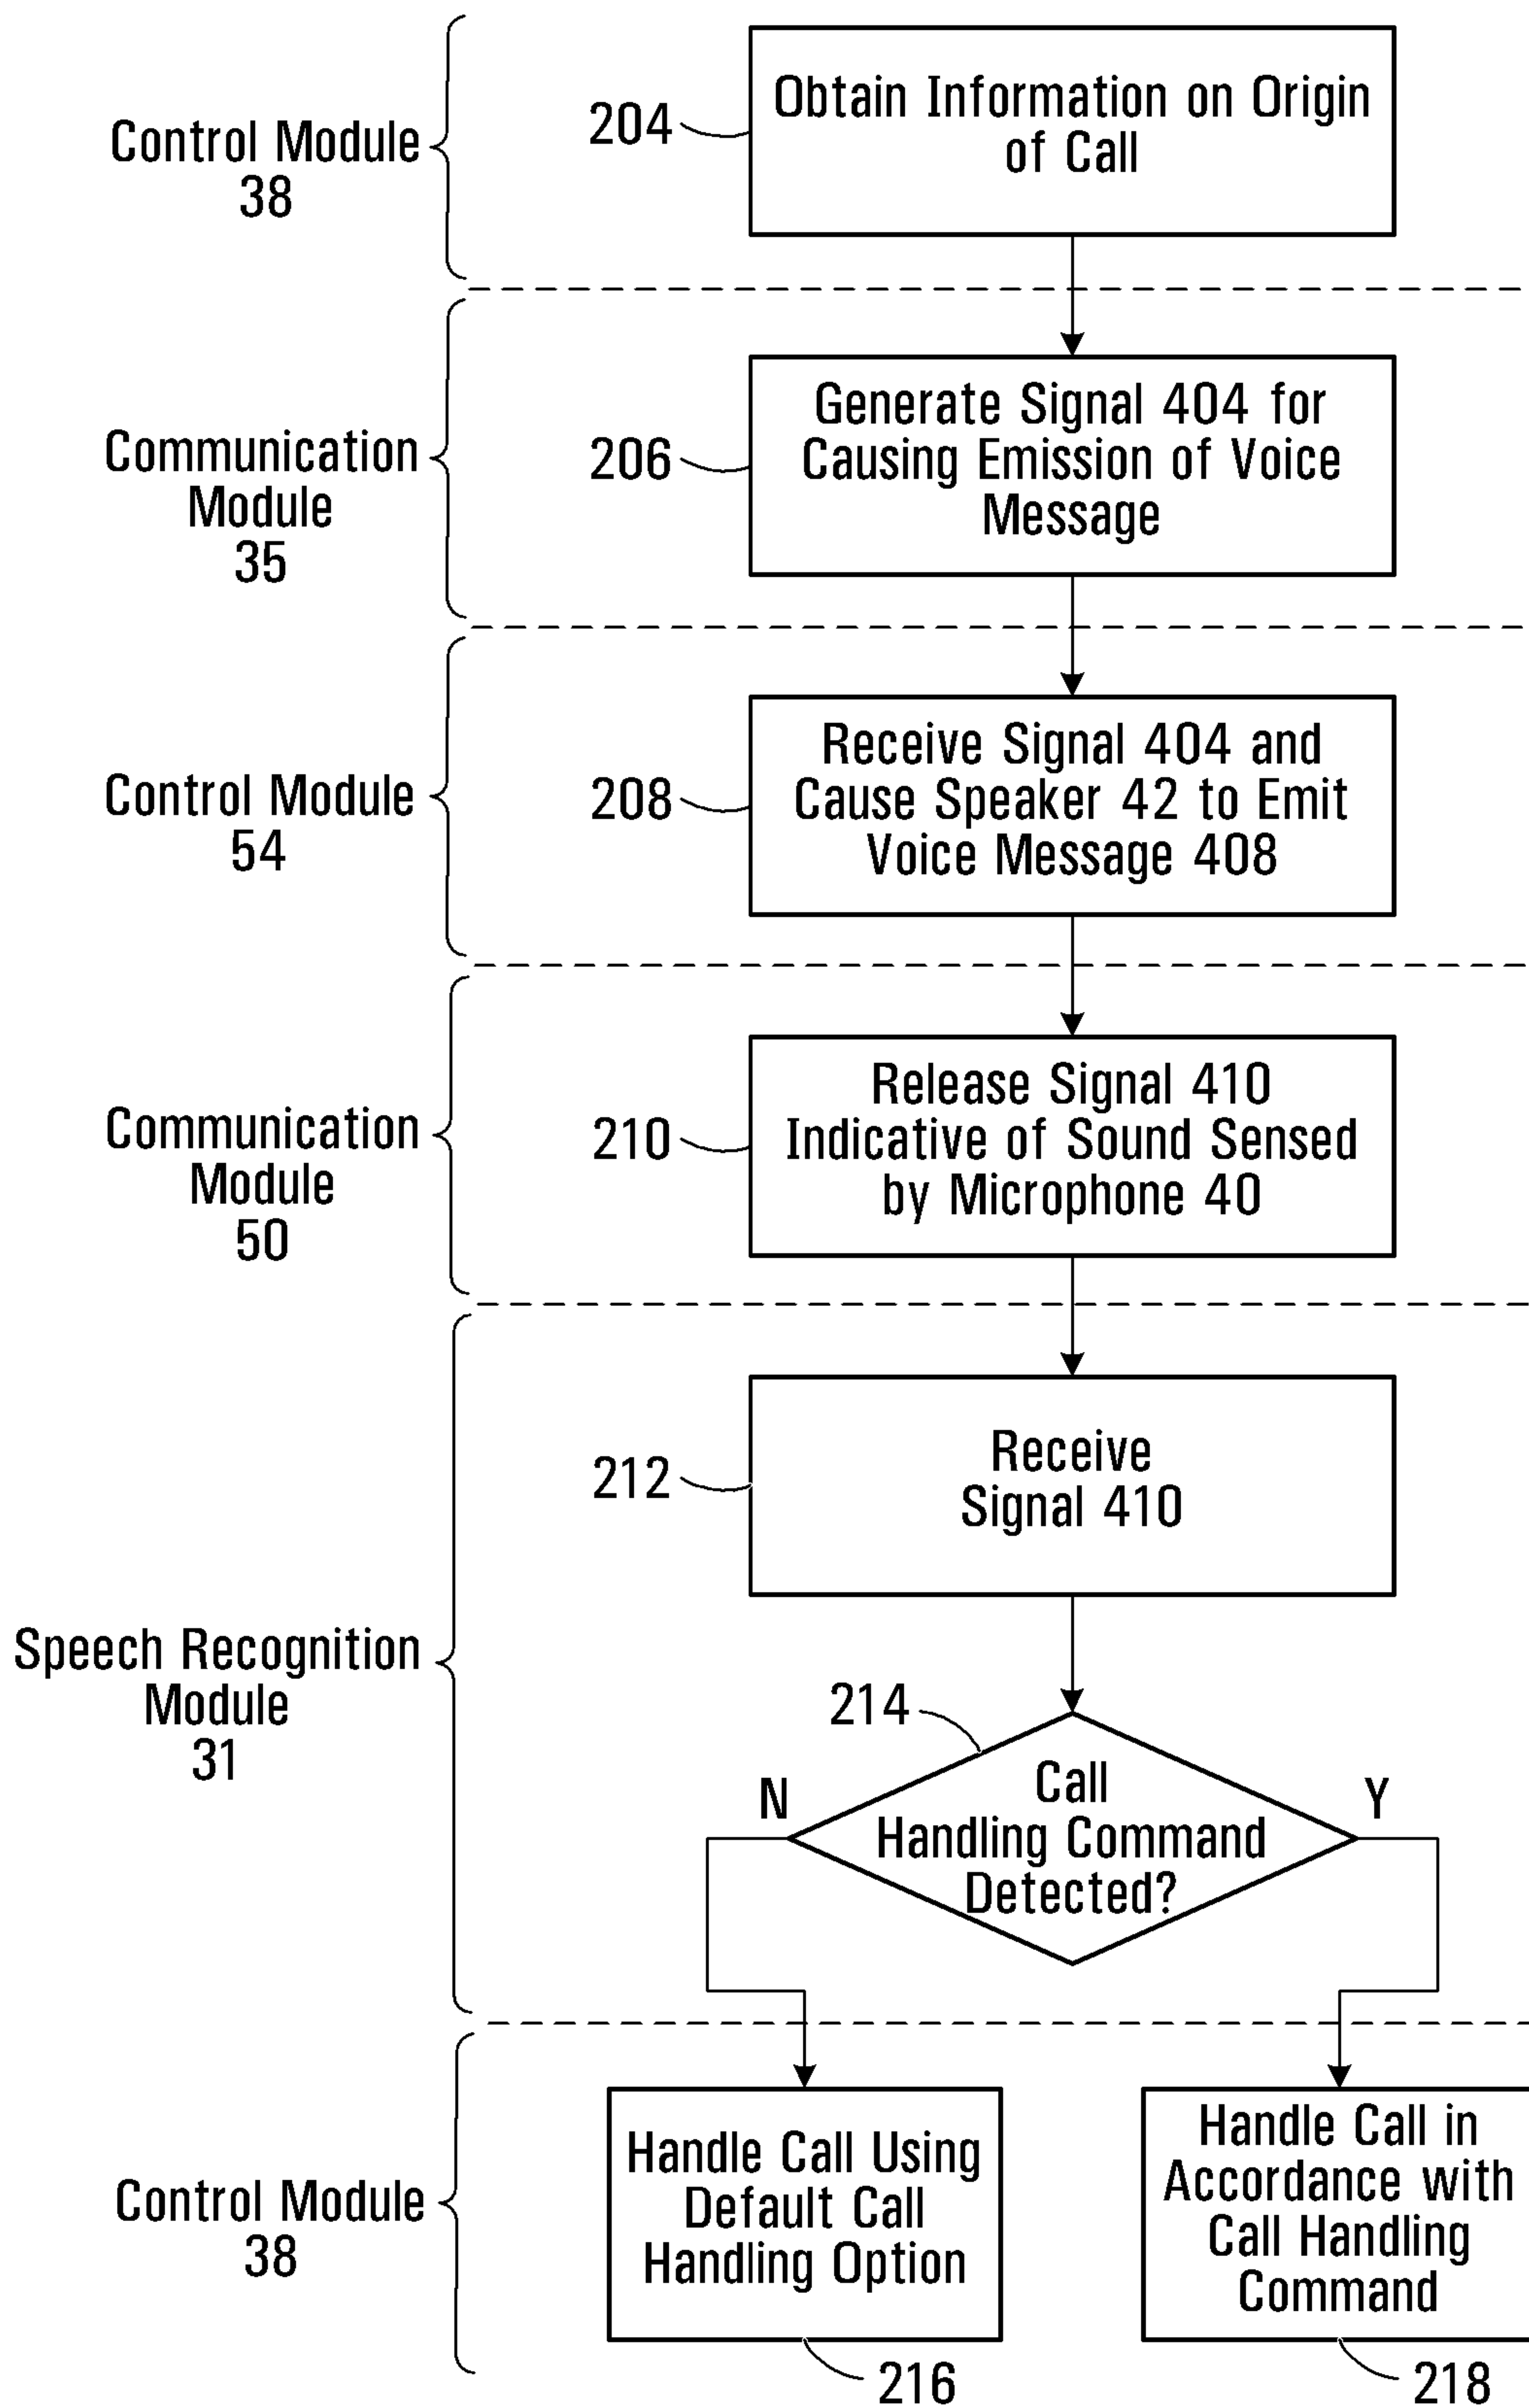 Control Module
38
204
Obtain Information on Origin
of Call
Communication
Module
35
206
Generate Signal 404 for
Causing Emission of Voice
Message
Control Module
54
208
Receive Signal 404 and
Cause Speaker 42 to Emit
Voice Message 408
Communication
Module
50
210
Release Signal 410
Indicative of Sound Sensed
by Microphone 40
Speech Recognition
Module
31
212
Receive
Signal 410
214
Call
Handling Command
Detected?
N
Y
Control Module
38
Handle Call Using
Default Call
Handling Option
216
Handle Call in
Accordance with
Call Handling
Command
218